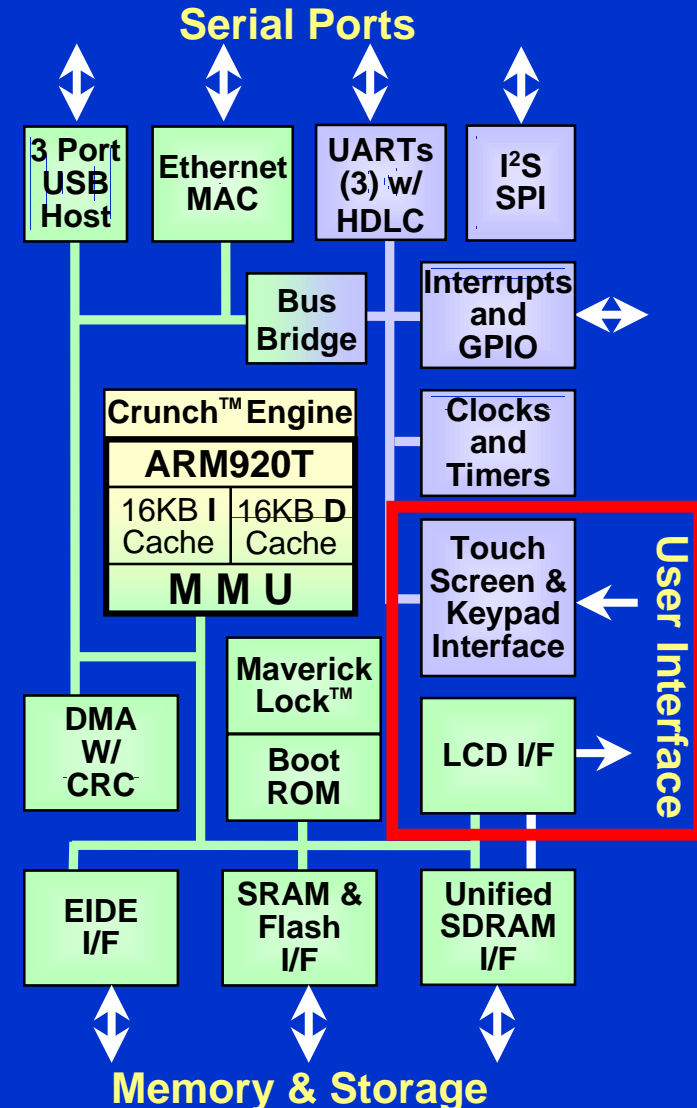 Serial Ports
3 Port
USB
Host
Ethernet
MAC
UARTs
(3) w/
HDLC
I²S
SPI
Bus
Bridge
Interrupts
and
GPIO
Crunch™ Engine
ARM920T
16KB I
Cache
16KB D
Cache
M M U
Clocks
and
Timers
Touch
Screen &
Keypad
Interface
User Interface
Maverick
Lock™
Boot
ROM
DMA
W/
CRC
LCD I/F
EIDE
I/F
SRAM &
Flash
I/F
Unified
SDRAM
I/F
Memory & Storage